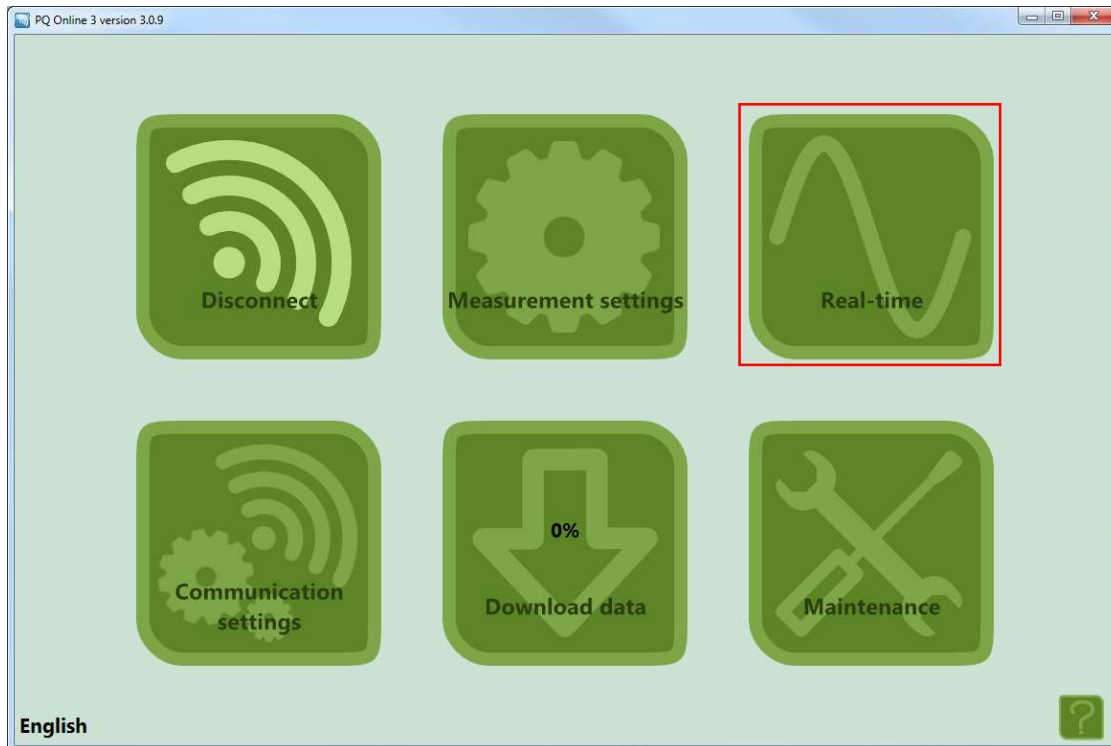 PQ Online 3 version 3.0.9
Disconnect
Measurement settings
Real-time
Communication
settings
0%
Download data
Maintenance
English
?